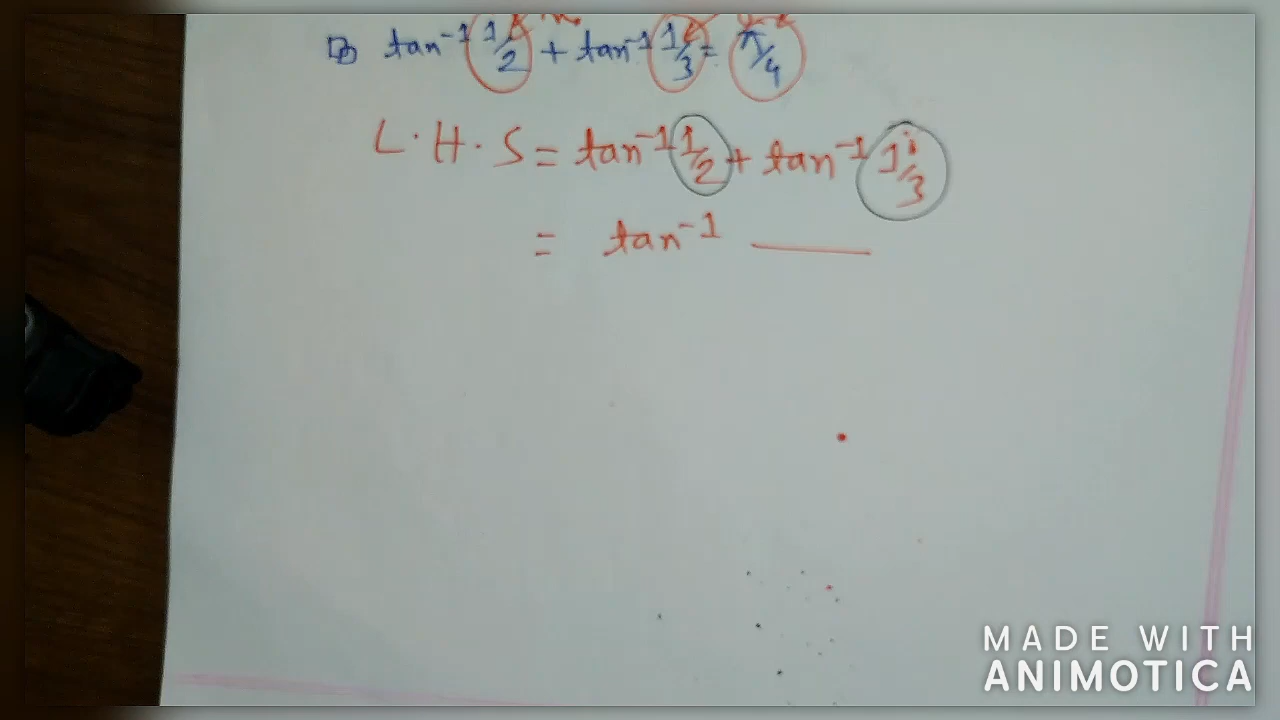 tan⁻¹ 1/2 + tan⁻¹ 1/3 = π/4
L.H.S = tan⁻¹ 1/2 + tan⁻¹ 1/3
= tan⁻¹ ——
MADE WITH
ANIMOTICA